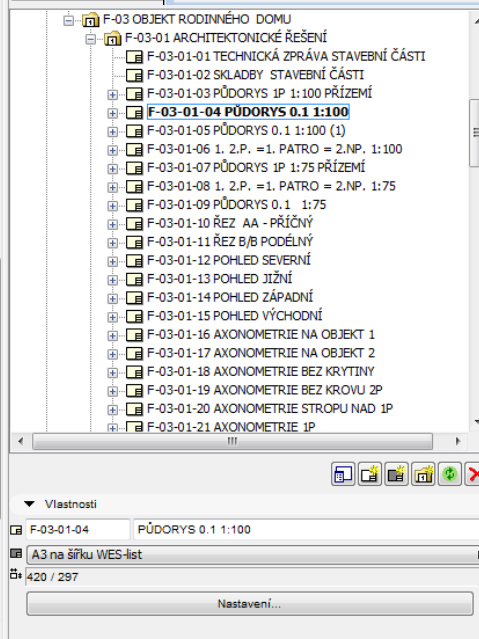 F-03 OBJEKT RODINNÉHO DOMU
F-03-01 ARCHITEKTONICKÉ ŘEŠENÍ
F-03-01-01 TECHNICKÁ ZPRÁVA STAVEBNÍ ČÁSTI
F-03-01-02 SKLADBY STAVEBNÍ ČÁSTI
F-03-01-03 PŮDORYS 1P 1:100 PŘÍZEMÍ
F-03-01-04 PŮDORYS 0.1 1:100
F-03-01-05 PŮDORYS 0.1 1:100 (1)
F-03-01-06 1. 2.P. =1. PATRO = 2.NP. 1:100
F-03-01-07 PŮDORYS 1P 1:75 PŘÍZEMÍ
F-03-01-08 1. 2.P. =1. PATRO = 2.NP. 1:75
F-03-01-09 PŮDORYS 0.1 1:75
F-03-01-10 ŘEZ AA - PŘÍČNÝ
F-03-01-11 ŘEZ B/B PODÉLNÝ
F-03-01-12 POHLED SEVERNÍ
F-03-01-13 POHLED JIŽNÍ
F-03-01-14 POHLED ZÁPADNÍ
F-03-01-15 POHLED VÝCHODNÍ
F-03-01-16 AXONOMETRIE NA OBJEKT 1
F-03-01-17 AXONOMETRIE NA OBJEKT 2
F-03-01-18 AXONOMETRIE BEZ KRYTINY
F-03-01-19 AXONOMETRIE BEZ KROVU 2P
F-03-01-20 AXONOMETRIE STROPU NAD 1P
F-03-01-21 AXONOMETRIE 1P
Vlastnosti
F-03-01-04 PŮDORYS 0.1 1:100
A3 na šířku WES-list
420 / 297
Nastavení...